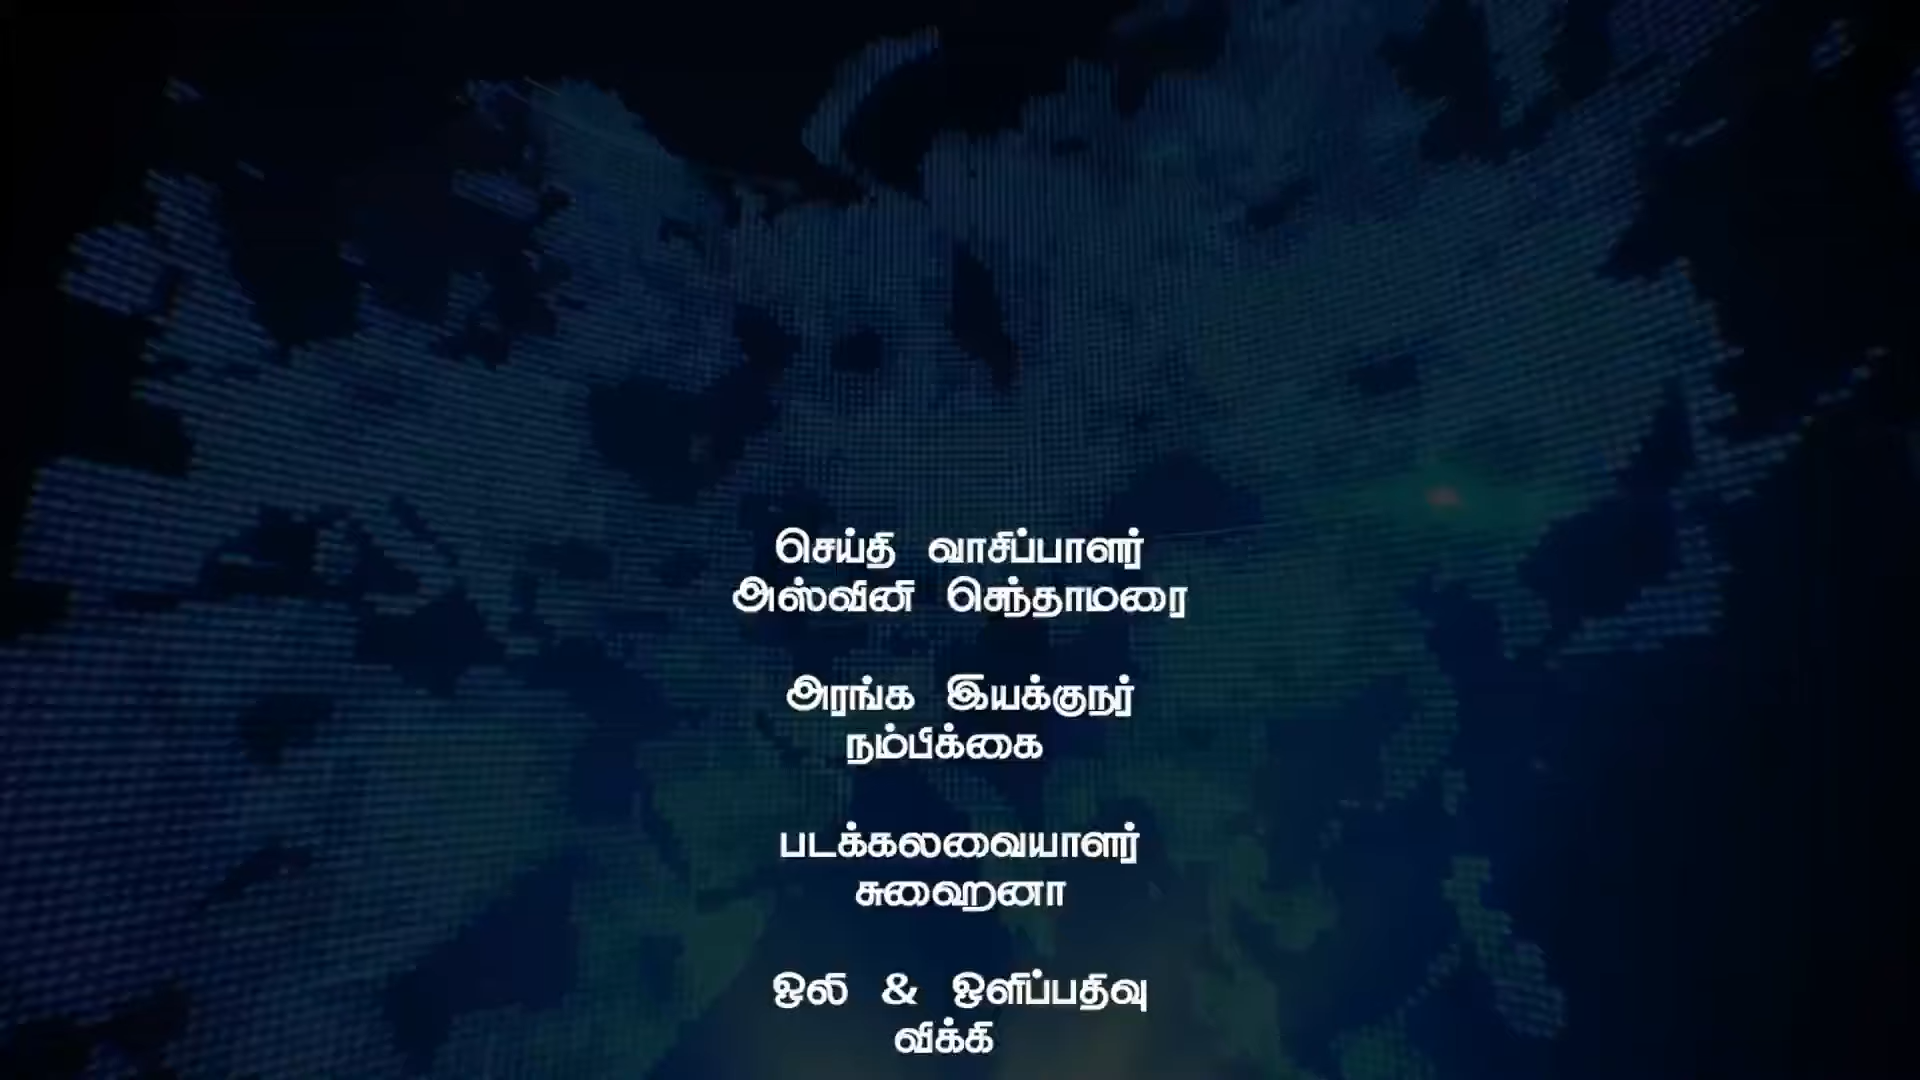 செய்தி வாசிப்பாளர்
அஸ்வினி செந்தாமரை
அரங்க இயக்குநர்
நம்பிக்கை
படக்கலவையாளர்
சுஹைனா
ஒலி & ஒளிப்பதிவு
விக்கி